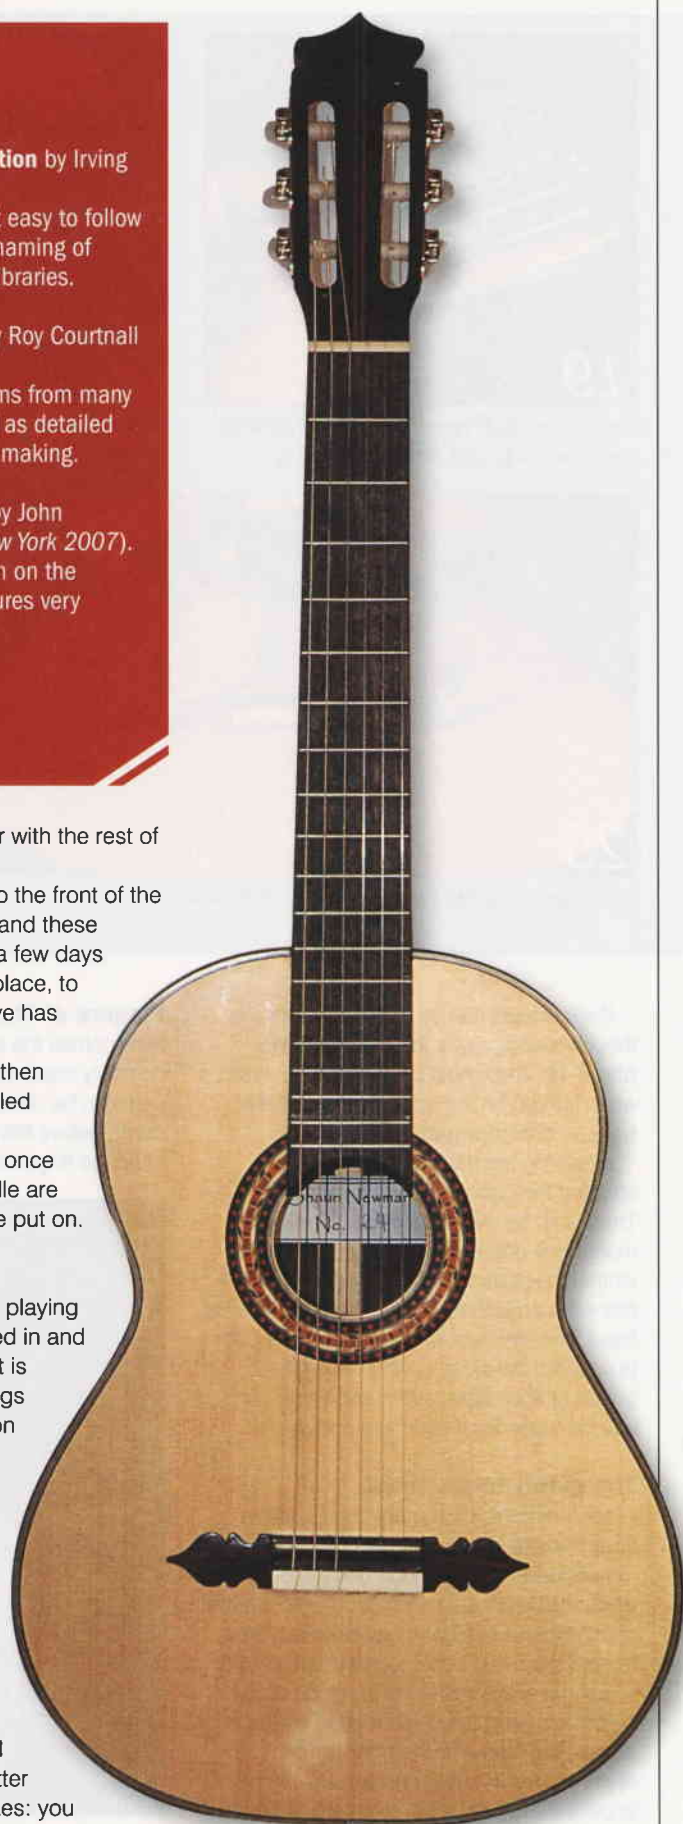 tion by Irving
easy to follow
naming of
braries.
Roy Courtnall
ms from many
as detailed
making.
by John
w York 2007).
n on the
ures very
r with the rest of
o the front of the
and these
a few days
place, to
ve has
then
led
once
lle are
e put on.
playing
ed in and
t is
gs
on
tter
es: you
Shaun Newman
No.